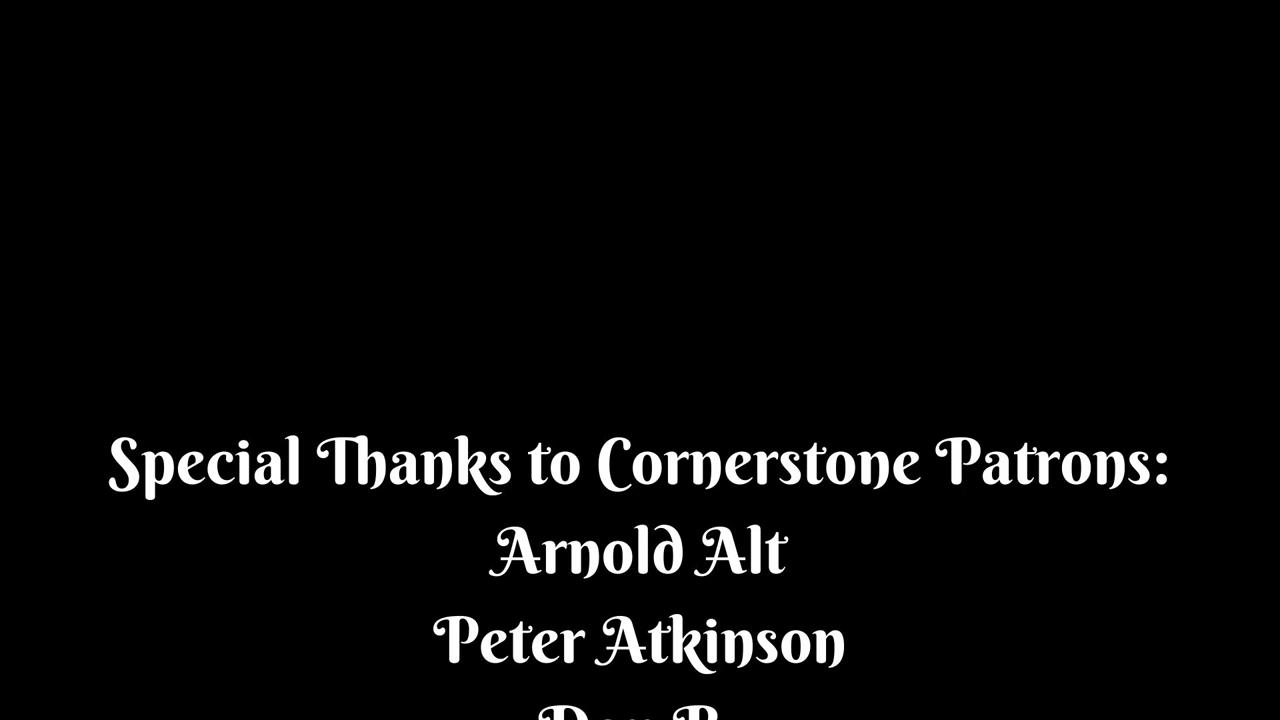 Special Thanks to Cornerstone Patrons:
Arnold Alt
Peter Atkinson